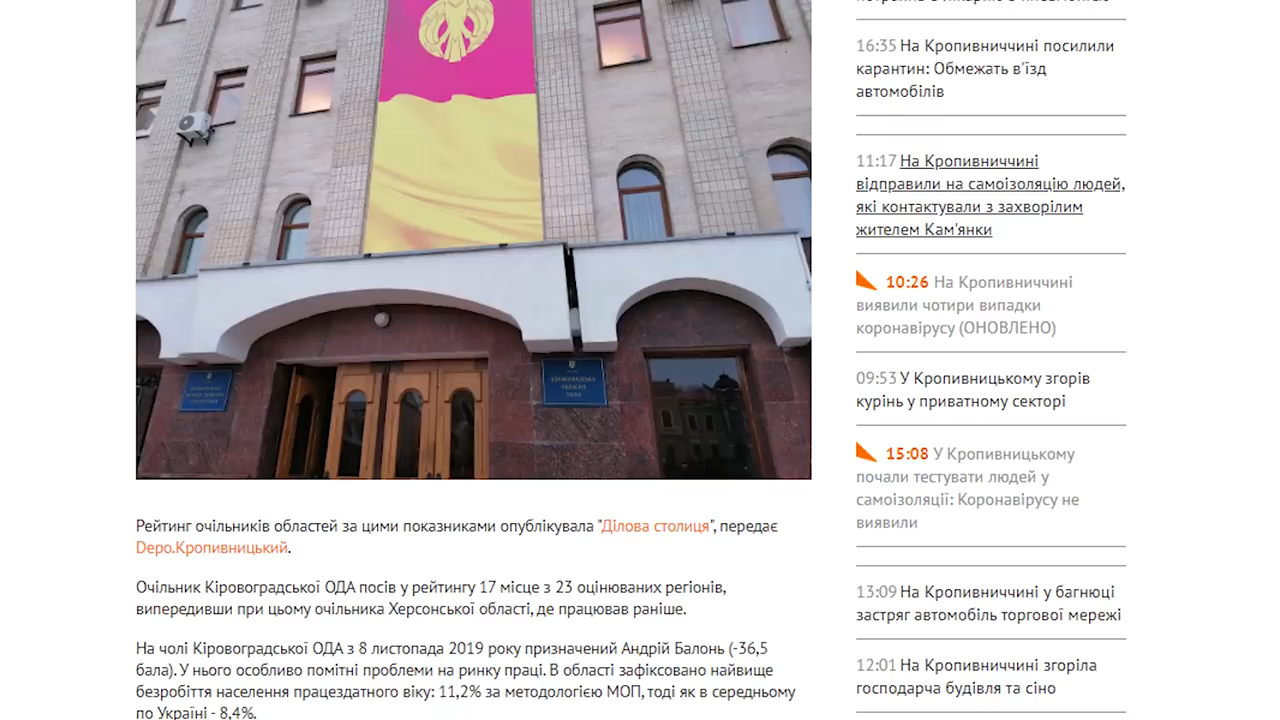 КІРОВОГРАДСЬКА
ОБЛАСНА
РАДА
Рейтинг очільників областей за цими показниками опублікувала "Ділова столиця", передає
Depo.Кропивницький.
Очільник Кіровоградської ОДА посів у рейтингу 17 місце з 23 оцінюваних регіонів,
випередивши при цьому очільника Херсонської області, де працював раніше.
На чолі Кіровоградської ОДА з 8 листопада 2019 року призначений Андрій Балонь (-36,5
бала). У нього особливо помітні проблеми на ринку праці. В області зафіксовано найвище
безробіття населення працездатного віку: 11,2% за методологією МОП, тоді як в середньому
по Україні - 8,4%.
16:35 На Кропивниччині посилили
карантин: Обмежать в'їзд
автомобілів
11:17 На Кропивниччині
відправили на самоізоляцію людей,
які контактували з захворілим
жителем Кам'янки
10:26 На Кропивниччині
виявили чотири випадки
коронавірусу (ОНОВЛЕНО)
09:53 У Кропивницькому згорів
курінь у приватному секторі
15:08 У Кропивницькому
почали тестувати людей у
самоізоляції: Коронавірусу не
виявили
13:09 На Кропивниччині у багнюці
застряг автомобіль торгової мережі
12:01 На Кропивниччині згоріла
господарча будівля та сіно